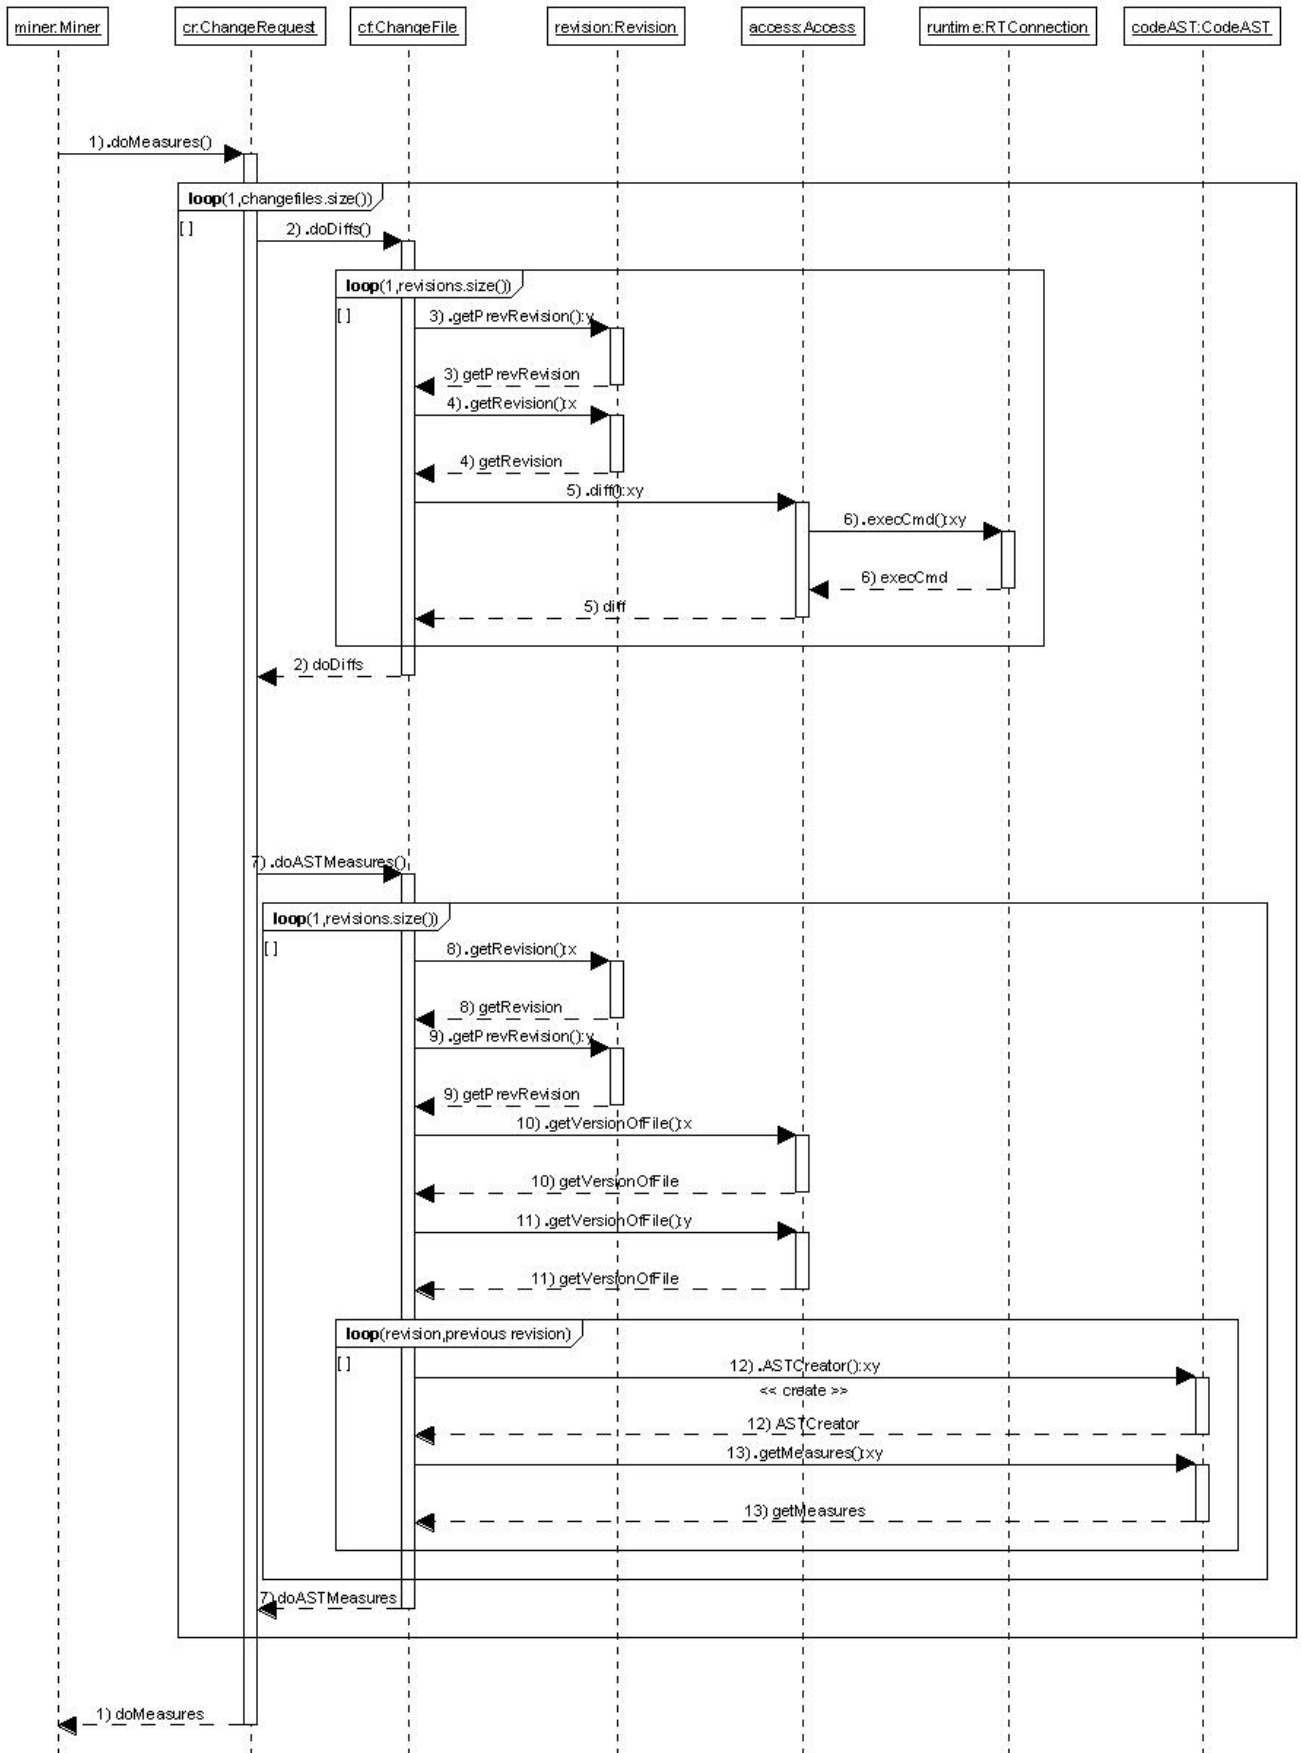 miner:Miner
cr:ChangeRequest
cf:ChangeFile
revision:Revision
access:Access
runtime:RTConnection
codeAST:CodeAST
1).doMeasures()
loop(1,changefiles.size())
[ ]
2).doDiffs()
loop(1,revisions.size())
[ ]
3).getPrevRevision():y
3) getPrevRevision
4).getRevision():x
4) getRevision
5).diff():xy
6).execCmd():xy
6) execCmd
5) diff
2) doDiffs
7).doASTMeasures()
loop(1,revisions.size())
[ ]
8).getRevision():x
8) getRevision
9).getPrevRevision():y
9) getPrevRevision
10).getVersionOfFile():x
10) getVersionOfFile
11).getVersionOfFile():y
11) getVersionOfFile
loop(revision,previous revision)
[ ]
12).ASTCreator():xy
<< create >>
12) ASTCreator
13).getMeasures():xy
13) getMeasures
7) doASTMeasures
1) doMeasures